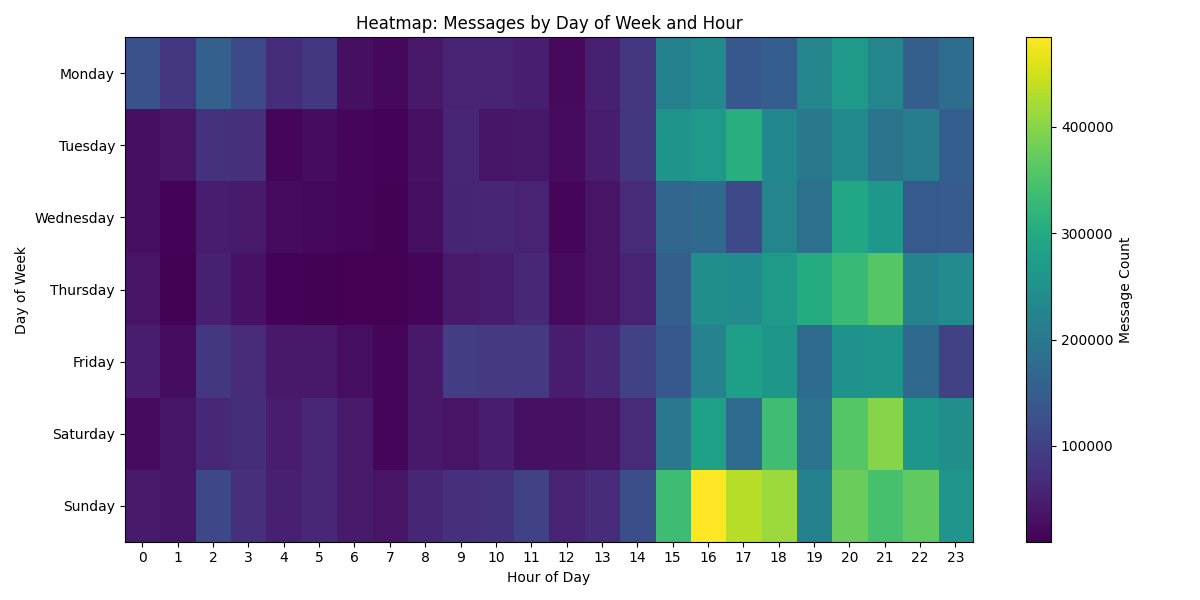 Heatmap: Messages by Day of Week and Hour
Monday
Tuesday
Wednesday
Thursday
Friday
Saturday
Sunday
Day of Week
0 1 2 3 4 5 6 7 8 9 10 11 12 13 14 15 16 17 18 19 20 21 22 23
Hour of Day
400000
300000
200000
100000
Message Count